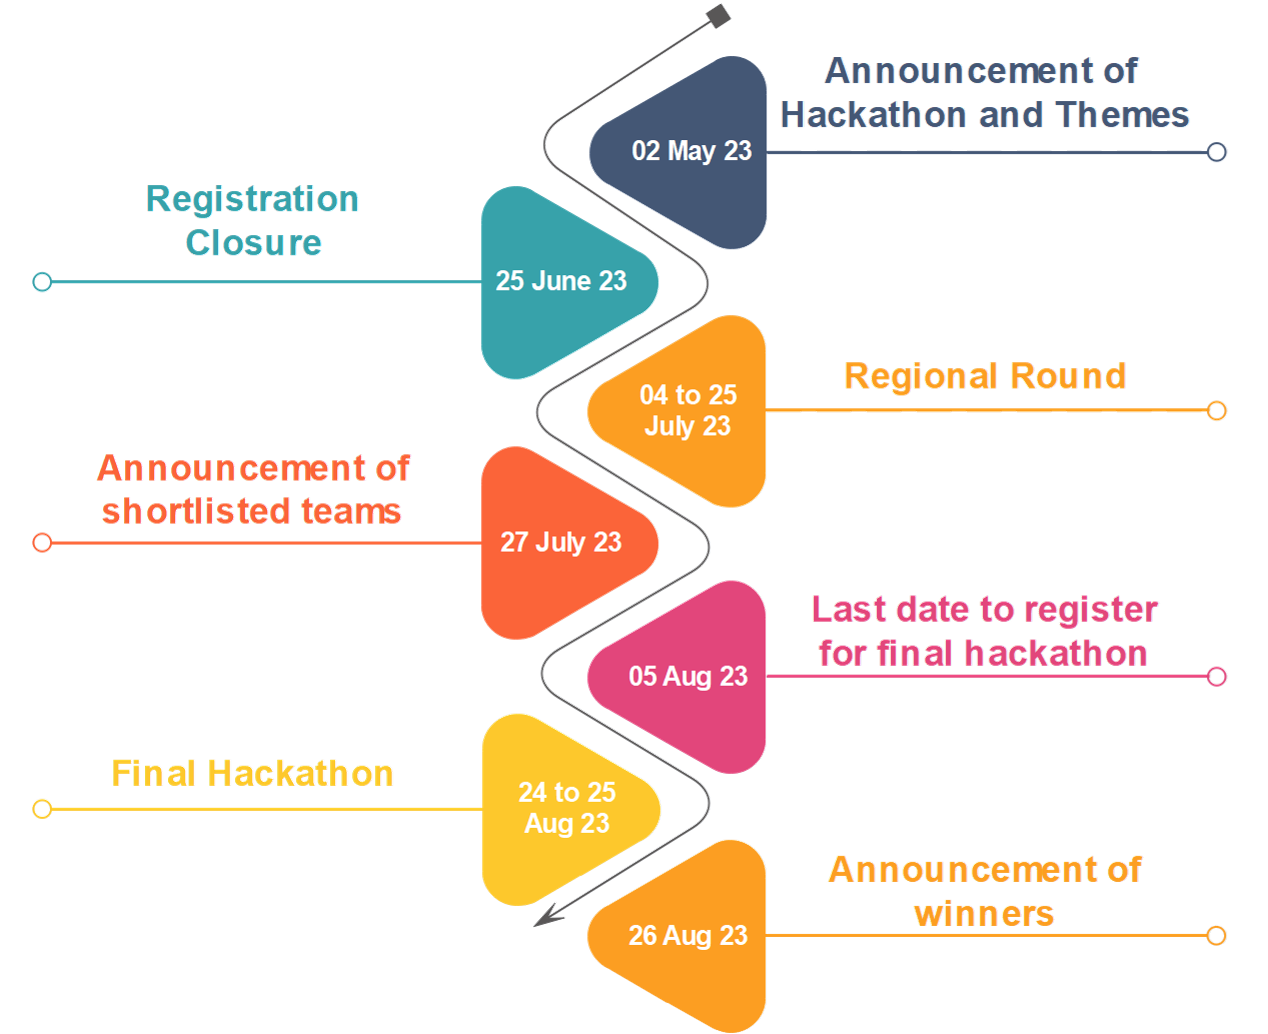 Announcement of
Hackathon and Themes
02 May 23
Registration
Closure
25 June 23
Regional Round
04 to 25
July 23
Announcement of
shortlisted teams
27 July 23
Last date to register
for final hackathon
05 Aug 23
Final Hackathon
24 to 25
Aug 23
Announcement of
winners
26 Aug 23